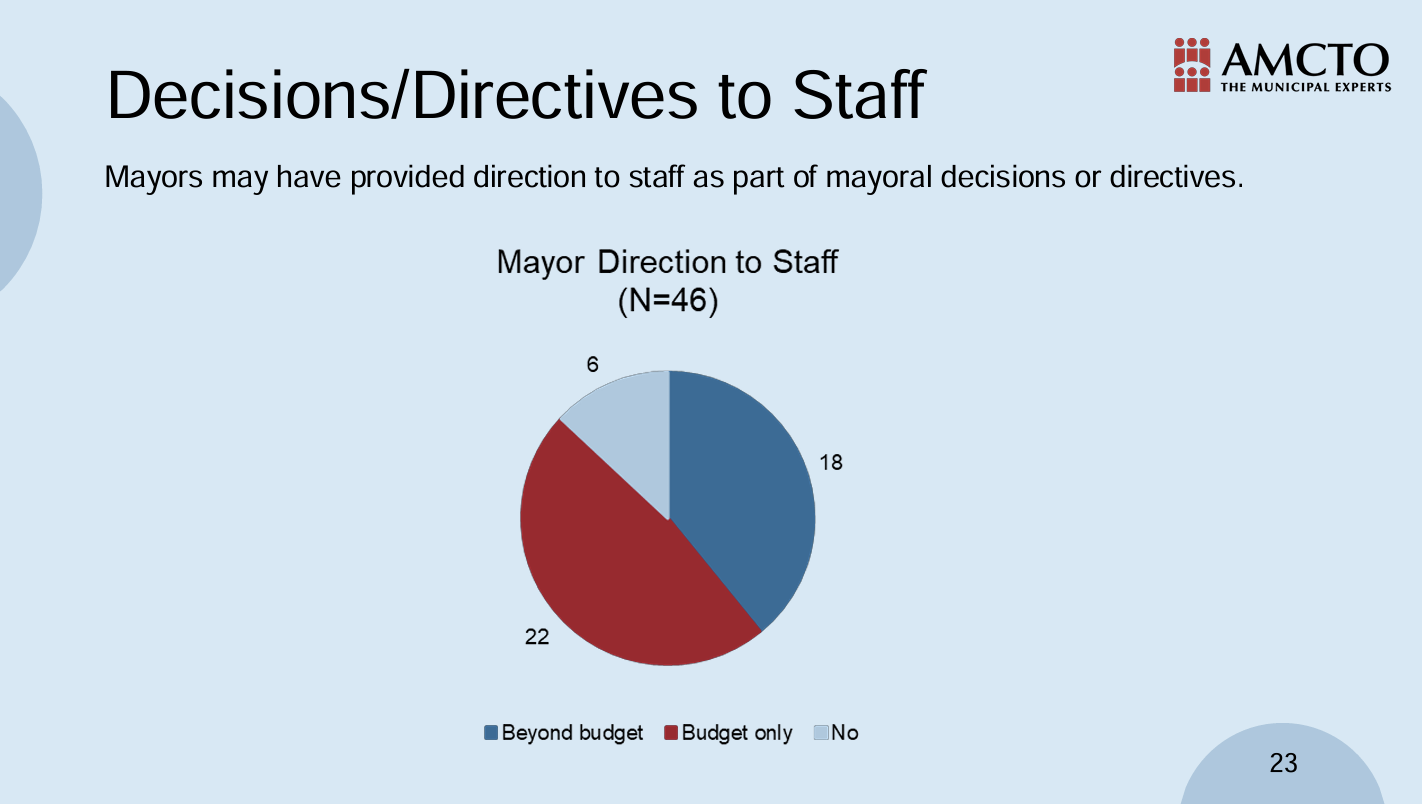 AMCTO
THE MUNICIPAL EXPERTS
Decisions/Directives to Staff
Mayors may have provided direction to staff as part of mayoral decisions or directives.
Mayor Direction to Staff
(N=46)
6
18
22
Beyond budget Budget only No
23